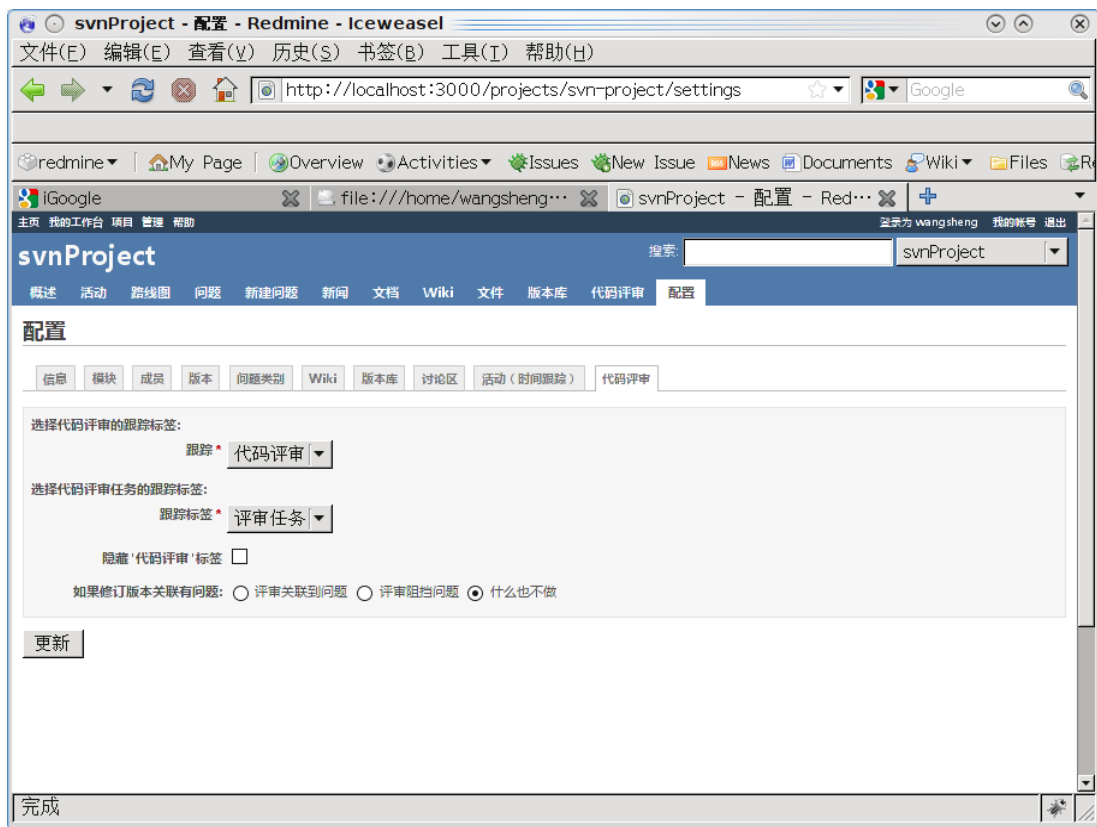 svnProject - 配置 - Redmine - Iceweasel
文件(F) 编辑(E) 查看(V) 历史(S) 书签(B) 工具(T) 帮助(H)
http://localhost:3000/projects/svn-project/settings Google
redmine My Page Overview Activities Issues New Issue News Documents Wiki Files
iGoogle file:///home/wangsheng… svnProject - 配置 - Red…
主页 我的工作台 项目 管理 帮助 登录为 wangsheng 我的帐号 退出
svnProject 搜索: svnProject
概述 活动 路线图 问题 新建问题 新闻 文档 Wiki 文件 版本库 代码评审 配置
配置
信息 模块 成员 版本 问题类别 Wiki 版本库 讨论区 活动(时间跟踪) 代码评审
选择代码评审的跟踪标签:
跟踪* 代码评审
选择代码评审任务的跟踪标签:
跟踪标签* 评审任务
隐藏'代码评审'标签
如果修订版本关联有问题: 评审关联到问题 评审阻挡问题 什么也不做
更新
完成